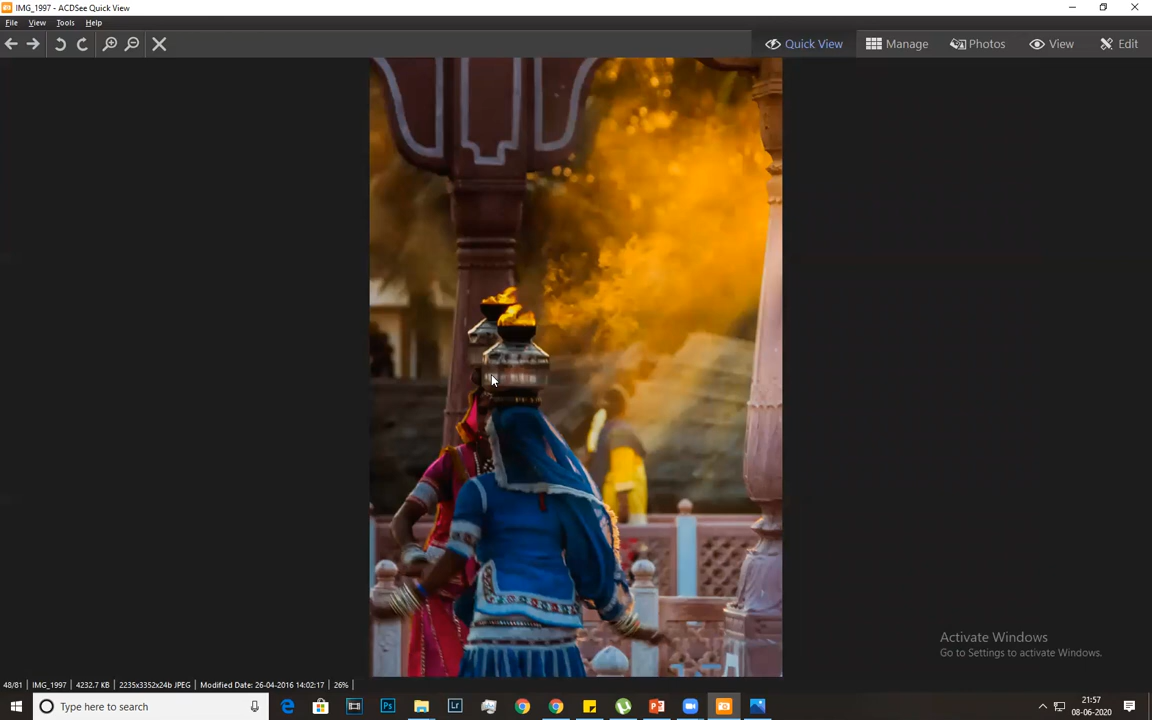 IMG_1997 - ACDSee Quick View
File View Tools Help
Quick View Manage Photos View Edit
Activate Windows
Go to Settings to activate Windows.
48/81 IMG_1997 4232.7 KB 2235x3352x24b JPEG Modified Date: 26-04-2016 14:02:17 26%
Type here to search
Ps
Lr
21:57
08-06-2020